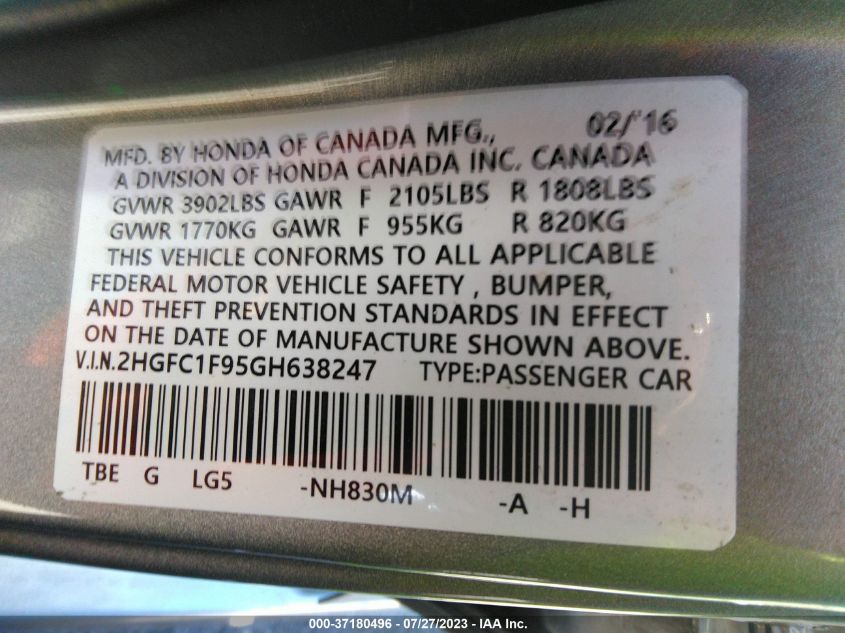 02/'16
MFD. BY HONDA OF CANADA MFG.,
A DIVISION OF HONDA CANADA INC. CANADA
GVWR 3902LBS GAWR F 2105LBS R 1808LBS
GVWR 1770KG GAWR F 955KG R 820KG
THIS VEHICLE CONFORMS TO ALL APPLICABLE
FEDERAL MOTOR VEHICLE SAFETY , BUMPER,
AND THEFT PREVENTION STANDARDS IN EFFECT
ON THE DATE OF MANUFACTURE SHOWN ABOVE.
V.I.N.2HGFC1F95GH638247 TYPE:PASSENGER CAR
TBE G LG5 -NH830M -A -H
000-37180496 - 07/27/2023 - IAA Inc.